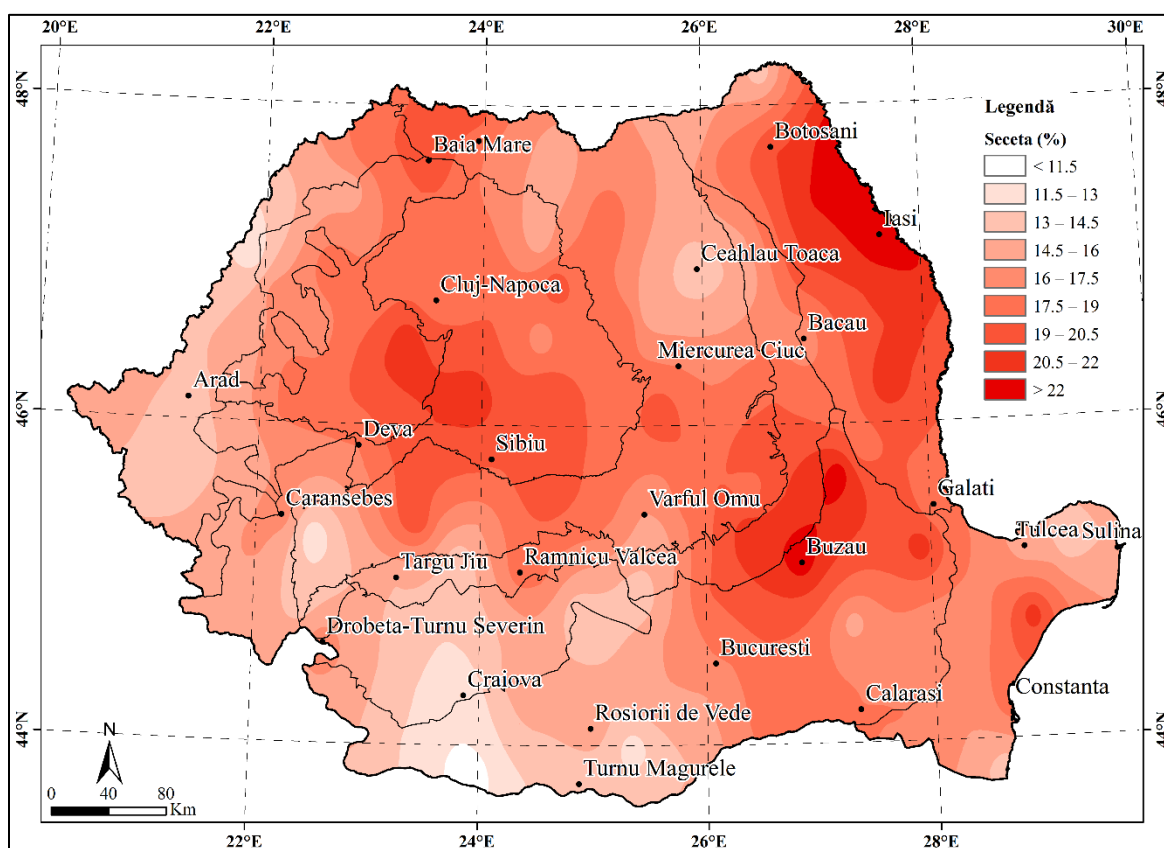 20°E 22°E 24°E 26°E 28°E 30°E
48°N
48°N
Legendă
Seceta (%)
< 11.5
11.5 – 13
13 – 14.5
14.5 – 16
16 – 17.5
17.5 – 19
19 – 20.5
20.5 – 22
> 22
Botosani
Baia Mare
Iasi
Ceahlau Toaca
Cluj-Napoca
Bacau
Miercurea Ciuc
Arad
46°N
46°N
Deva
Sibiu
Caransebes
Varful Omu
Galati
Tulcea
Sulina
Buzau
Targu Jiu
Ramnicu Valcea
Drobeta-Turnu Severin
Bucuresti
Craiova
Calarasi
Constanta
Rosiorii de Vede
44°N
44°N
Turnu Magurele
N
0 40 80
Km
22°E 24°E 26°E 28°E